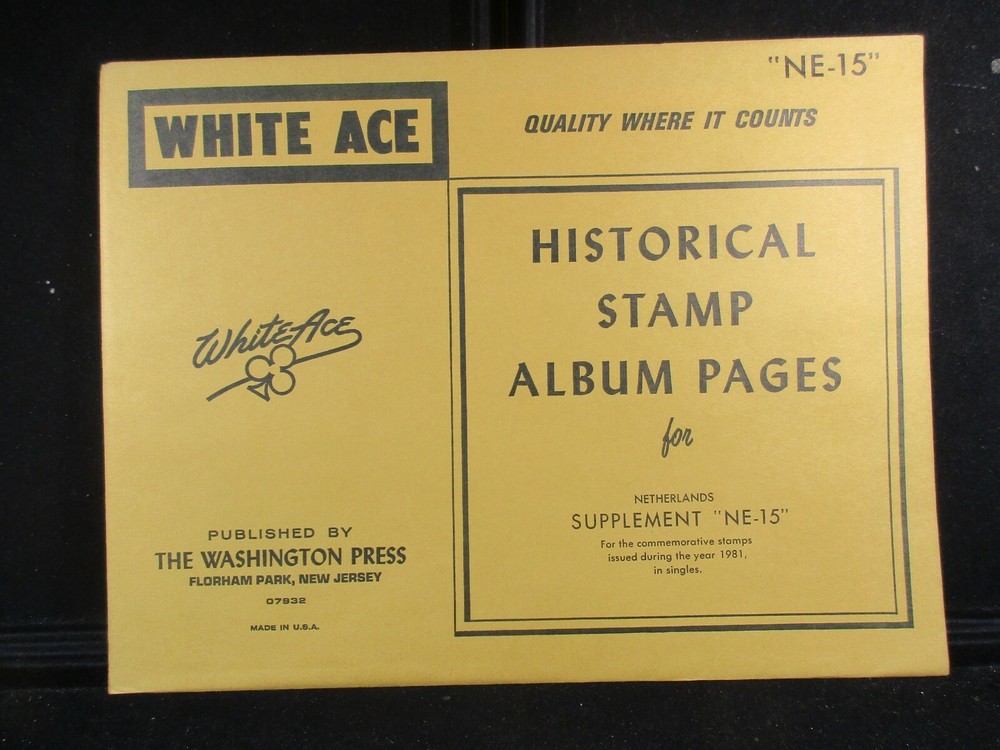 "NE-15"
WHITE ACE
QUALITY WHERE IT COUNTS
HISTORICAL
STAMP
ALBUM PAGES
for
NETHERLANDS
SUPPLEMENT "NE-15"
For the commemorative stamps
issued during the year 1981,
in singles.
White Ace
PUBLISHED BY
THE WASHINGTON PRESS
FLORHAM PARK, NEW JERSEY
07932
MADE IN U.S.A.